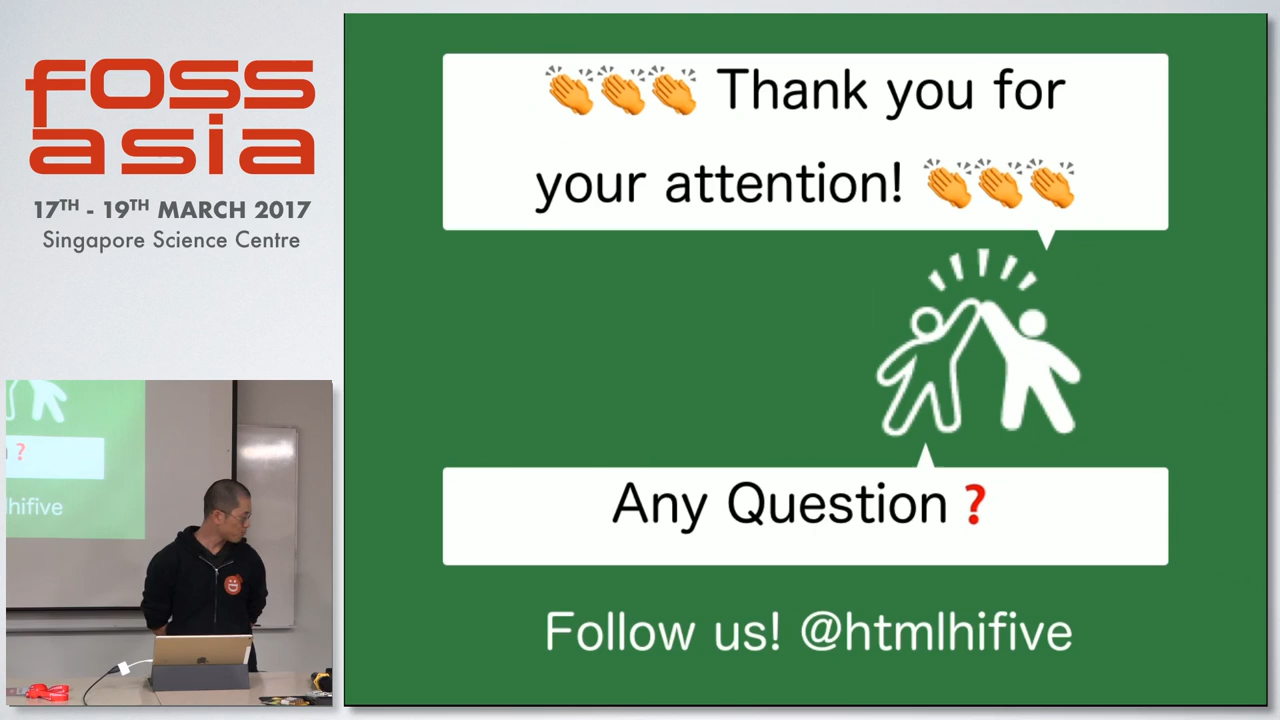 foss
asia
17TH - 19TH MARCH 2017
Singapore Science Centre
👏👏👏 Thank you for
your attention! 👏👏👏
Any Question❓
Follow us! @htmlhifive
?
lhifive